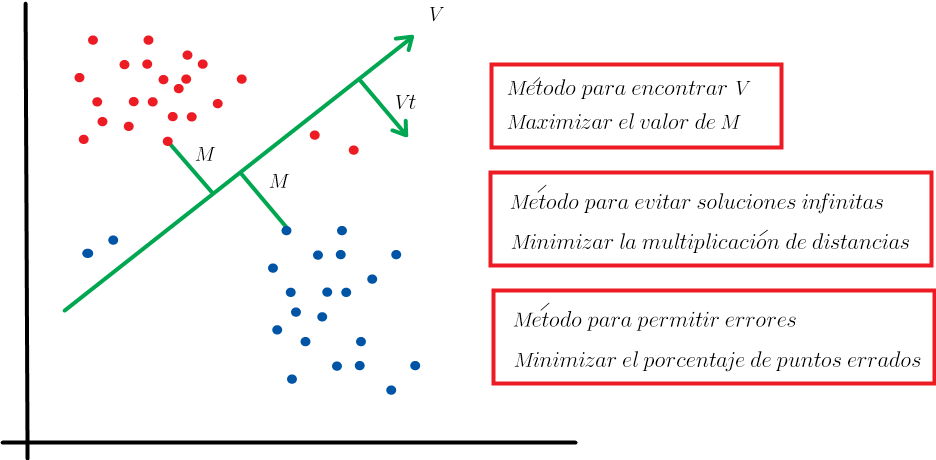 V
Vt
M
M
Método para encontrar V
Maximizar el valor de M
Método para evitar soluciones infinitas
Minimizar la multiplicación de distancias
Método para permitir errores
Minimizar el porcentaje de puntos errados